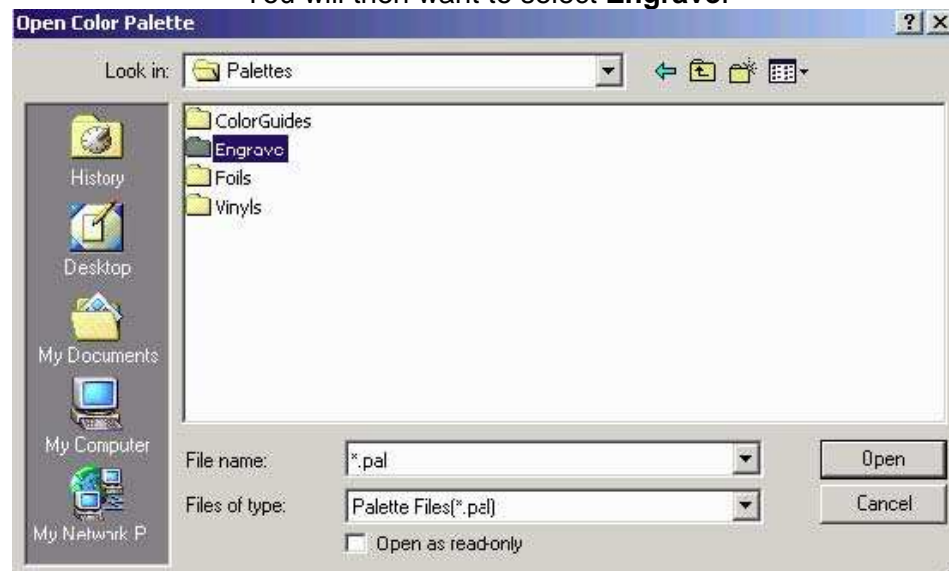 You will then want to select Engrave.
Open Color Palette
Look in: Palettes
ColorGuides
Engrave
Foils
Vinyls
History
Desktop
My Documents
My Computer
My Network P
File name: *.pal Open
Files of type: Palette Files(*.pal) Cancel
Open as read-only